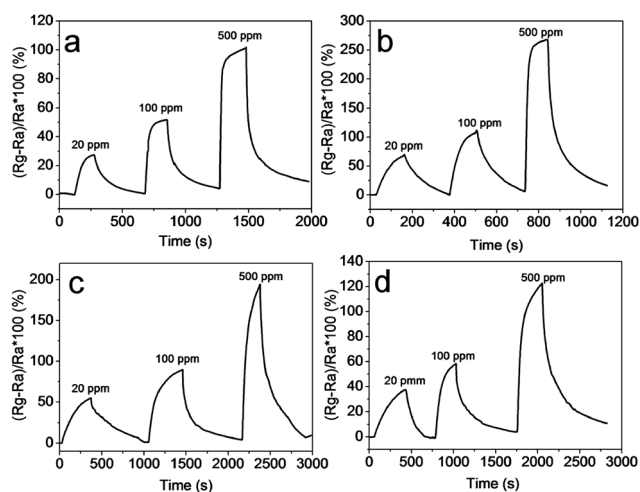 a
(Rg-Ra)/Ra*100 (%)
120
100
80
60
40
20
0
20 ppm
100 ppm
500 ppm
0 500 1000 1500 2000
Time (s)
b
(Rg-Ra)/Ra*100 (%)
300
250
200
150
100
50
0
20 ppm
100 ppm
500 ppm
0 200 400 600 800 1000 1200
Time (s)
c
(Rg-Ra)/Ra*100 (%)
200
150
100
50
0
20 ppm
100 ppm
500 ppm
0 500 1000 1500 2000 2500 3000
Time (s)
d
(Rg-Ra)/Ra*100 (%)
140
120
100
80
60
40
20
0
20 pmm
100 ppm
500 ppm
0 500 1000 1500 2000 2500 3000
Time (s)